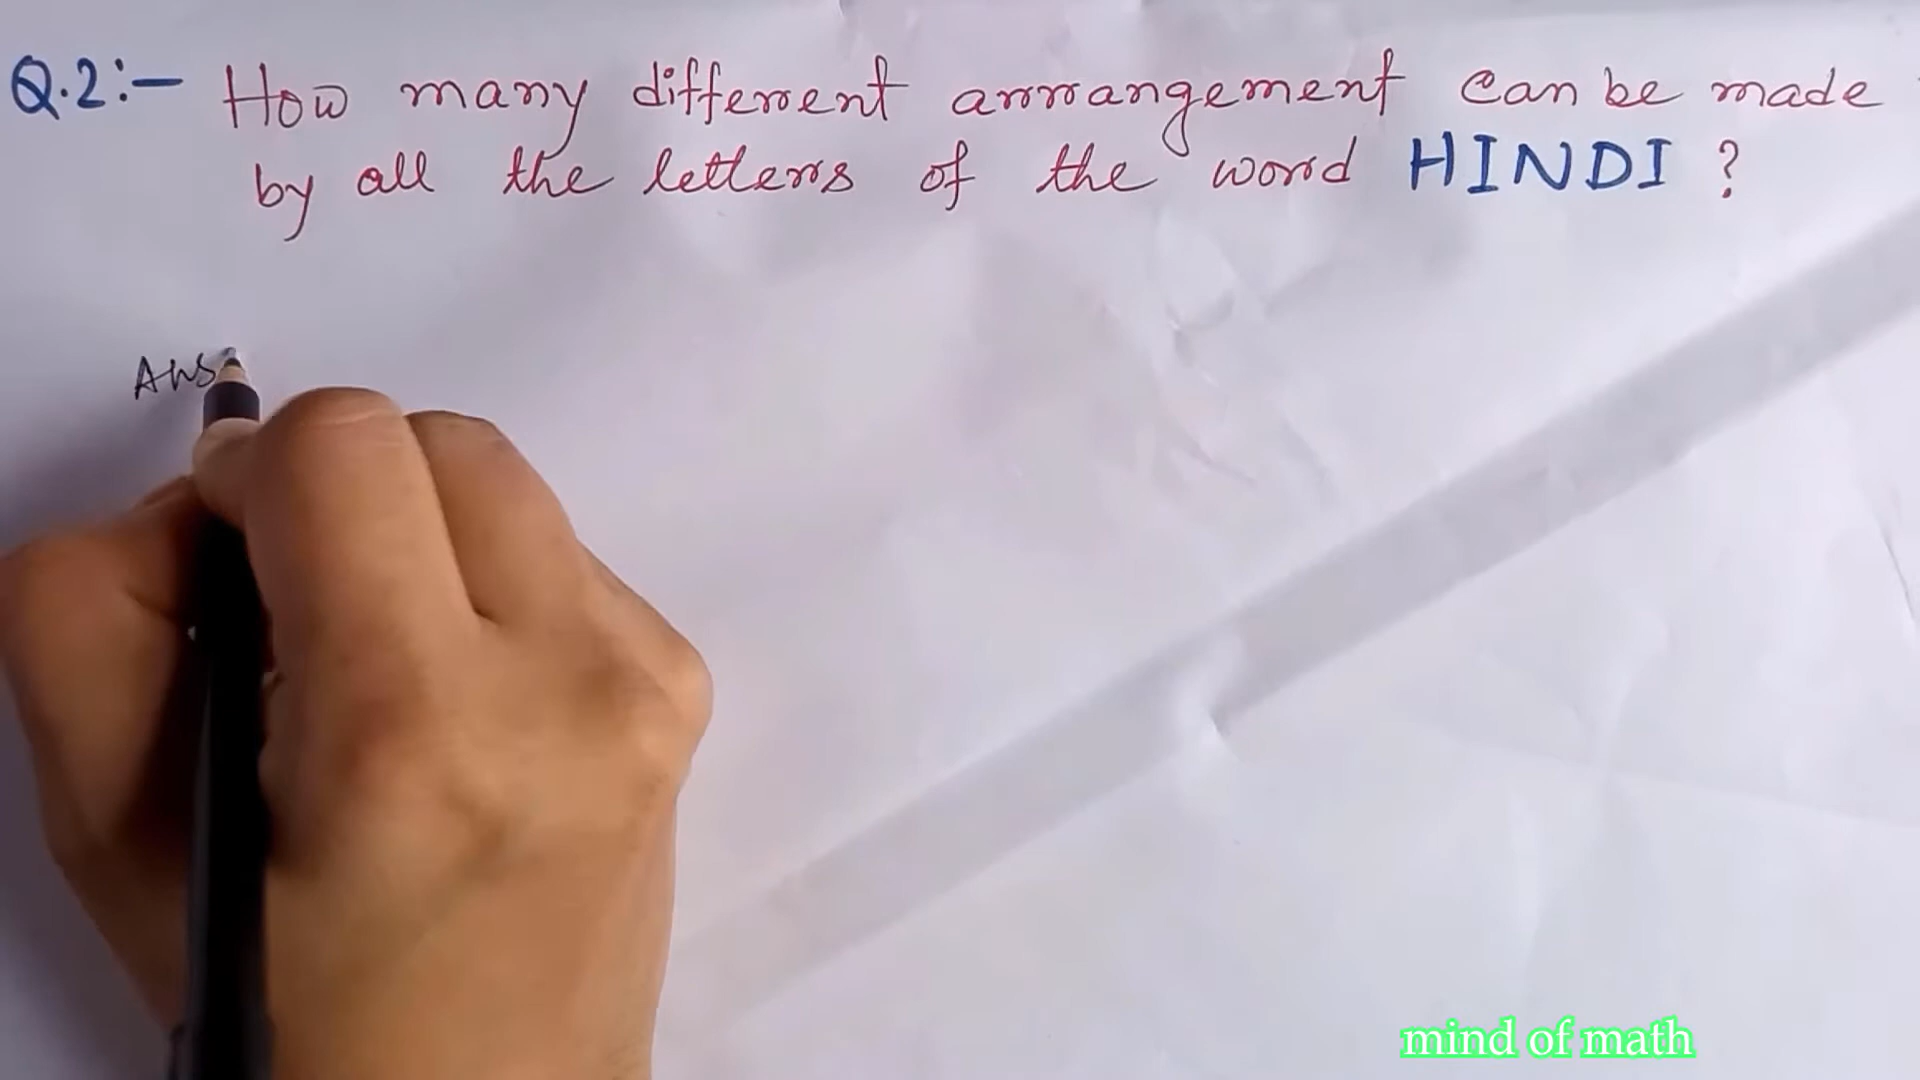 Q.2:- How many different arrangement can be made
by all the letters of the word HINDI ?
Ans
mind of math